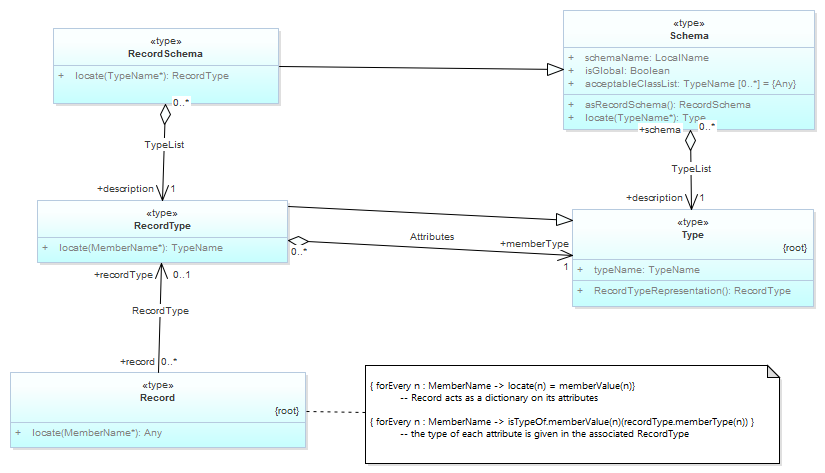 «type»
RecordSchema
+ locate(TypeName*): RecordType
«type»
Schema
+ schemaName: LocalName
+ isGlobal: Boolean
+ acceptableClassList: TypeName [0..*] = {Any}
+ asRecordSchema(): RecordSchema
+ locate(TypeName*): Type
0..*
TypeList
+description 1
+schema 0..*
TypeList
+description 1
«type»
RecordType
+ locate(MemberName*): TypeName
0..*
Attributes
+memberType
1
«type»
Type
{root}
+ typeName: TypeName
+ RecordTypeRepresentation(): RecordType
+recordType 0..1
RecordType
+record 0..*
«type»
Record
{root}
+ locate(MemberName*): Any
{ forEvery n : MemberName -> locate(n) = memberValue(n)}
-- Record acts as a dictionary on its attributes
{ forEvery n : MemberName -> isTypeOf.memberValue(n)(recordType.memberType(n)) }
-- the type of each attribute is given in the associated RecordType